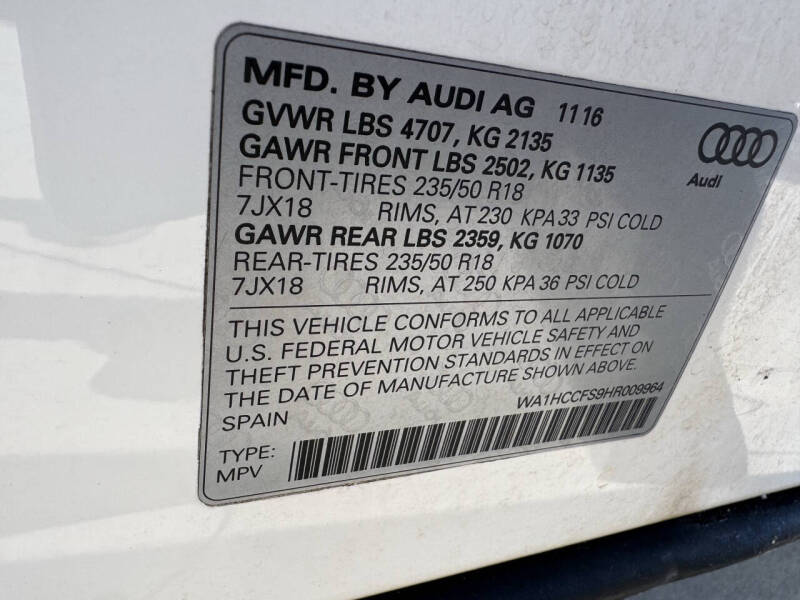 MFD. BY AUDI AG 11 16
GVWR LBS 4707, KG 2135
GAWR FRONT LBS 2502, KG 1135
FRONT-TIRES 235/50 R18
7JX18 RIMS, AT 230 KPA 33 PSI COLD
GAWR REAR LBS 2359, KG 1070
REAR-TIRES 235/50 R18
7JX18 RIMS, AT 250 KPA 36 PSI COLD
Audi
THIS VEHICLE CONFORMS TO ALL APPLICABLE
U.S. FEDERAL MOTOR VEHICLE SAFETY AND
THEFT PREVENTION STANDARDS IN EFFECT ON
THE DATE OF MANUFACTURE SHOWN ABOVE.
SPAIN
WA1HCCFS9HR009964
TYPE:
MPV